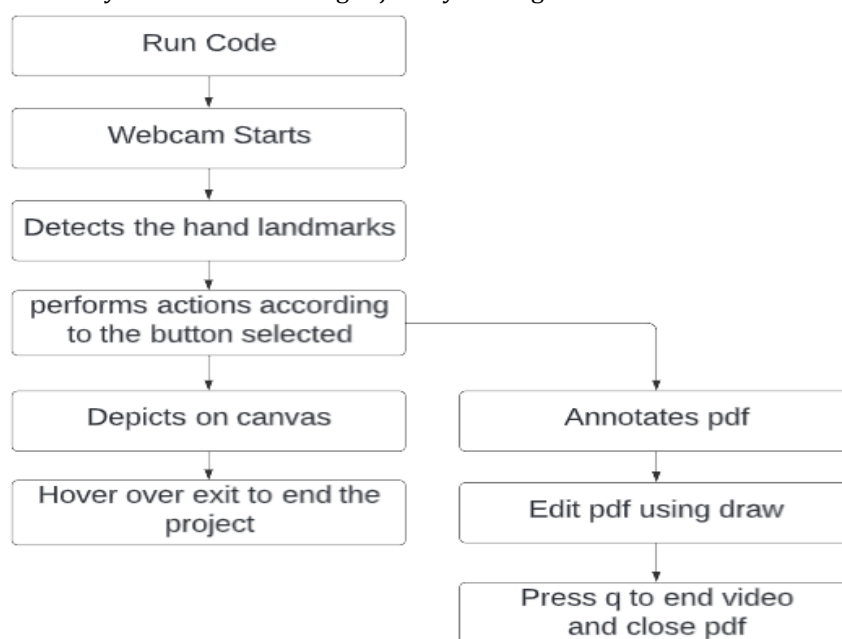 Run Code
Webcam Starts
Detects the hand landmarks
performs actions according
to the button selected
Depicts on canvas
Hover over exit to end the
project
Annotates pdf
Edit pdf using draw
Press q to end video
and close pdf